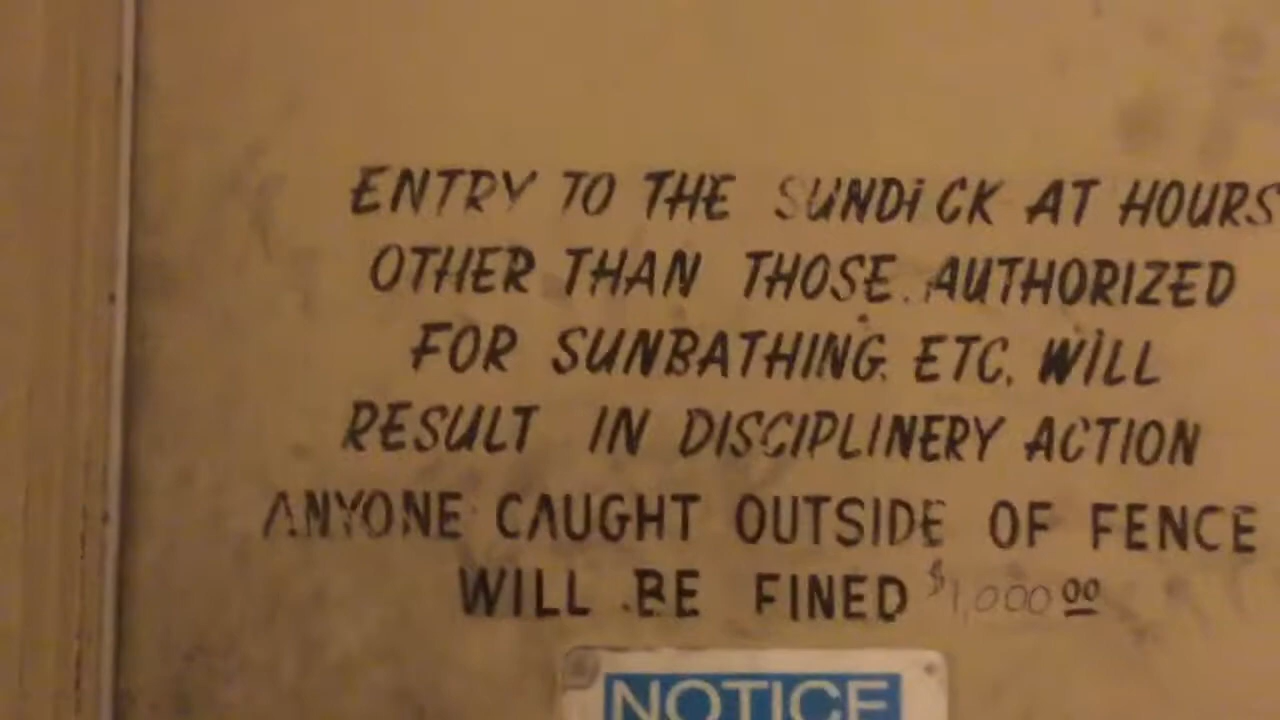 ENTRY TO THE SUNDiCK AT HOURS
OTHER THAN THOSE AUTHORIZED
FOR SUNBATHING ETC. WILL
RESULT IN DISCIPLINERY ACTION
ANYONE CAUGHT OUTSIDE OF FENCE
WILL BE FINED $1,000 00
NOTICE